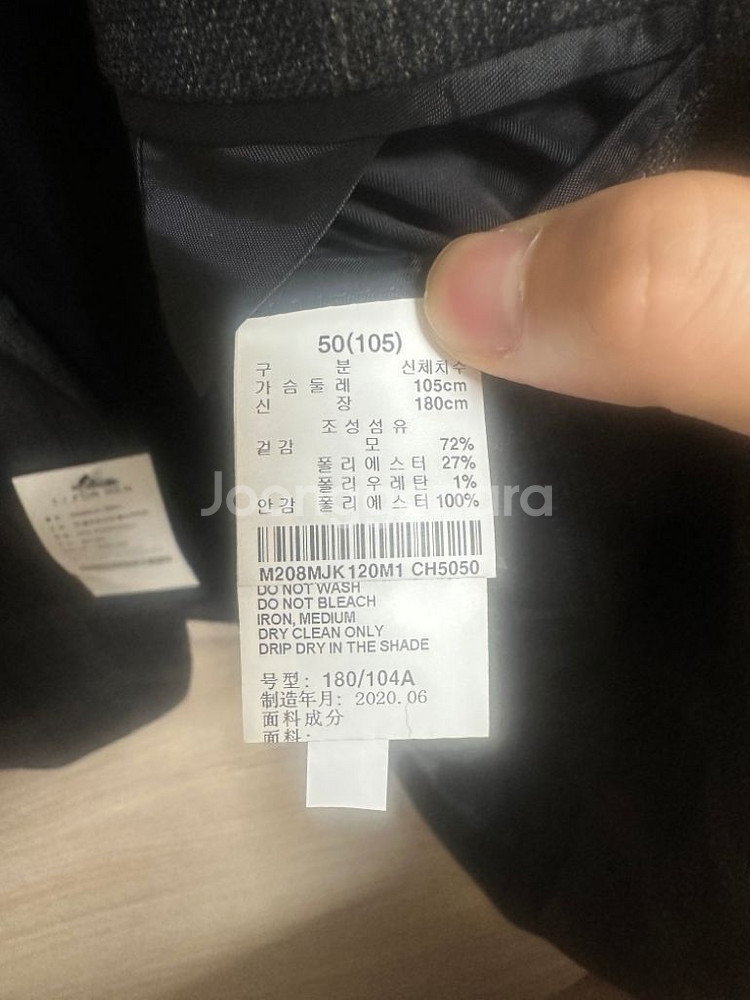 50(105)
구 분 신체치수
가슴둘레 105cm
신 장 180cm
조성섬유
겉감 모 72%
폴리에스터 27%
폴리우레탄 1%
안감 폴리에스터 100%
M208MJK120M1 CH5050
DO NOT WASH
DO NOT BLEACH
IRON, MEDIUM
DRY CLEAN ONLY
DRIP DRY IN THE SHADE
号型: 180/104A
制造年月: 2020.06
面料成分
面料:
Joonggonara